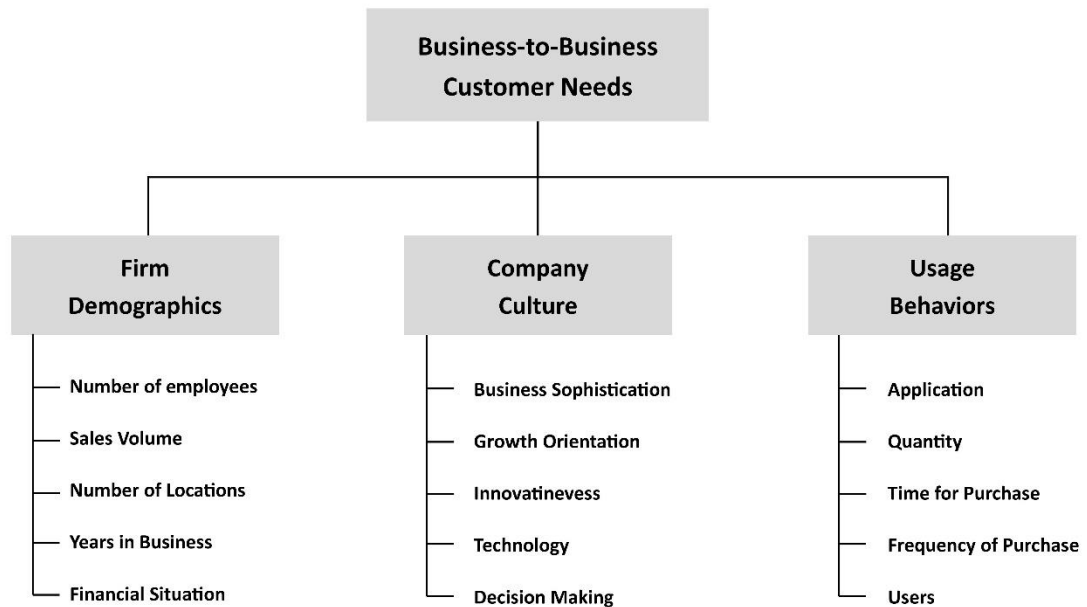 Business-to-Business
Customer Needs
Firm
Demographics
Number of employees
Sales Volume
Number of Locations
Years in Business
Financial Situation
Company
Culture
Business Sophistication
Growth Orientation
Innovatinevess
Technology
Decision Making
Usage
Behaviors
Application
Quantity
Time for Purchase
Frequency of Purchase
Users